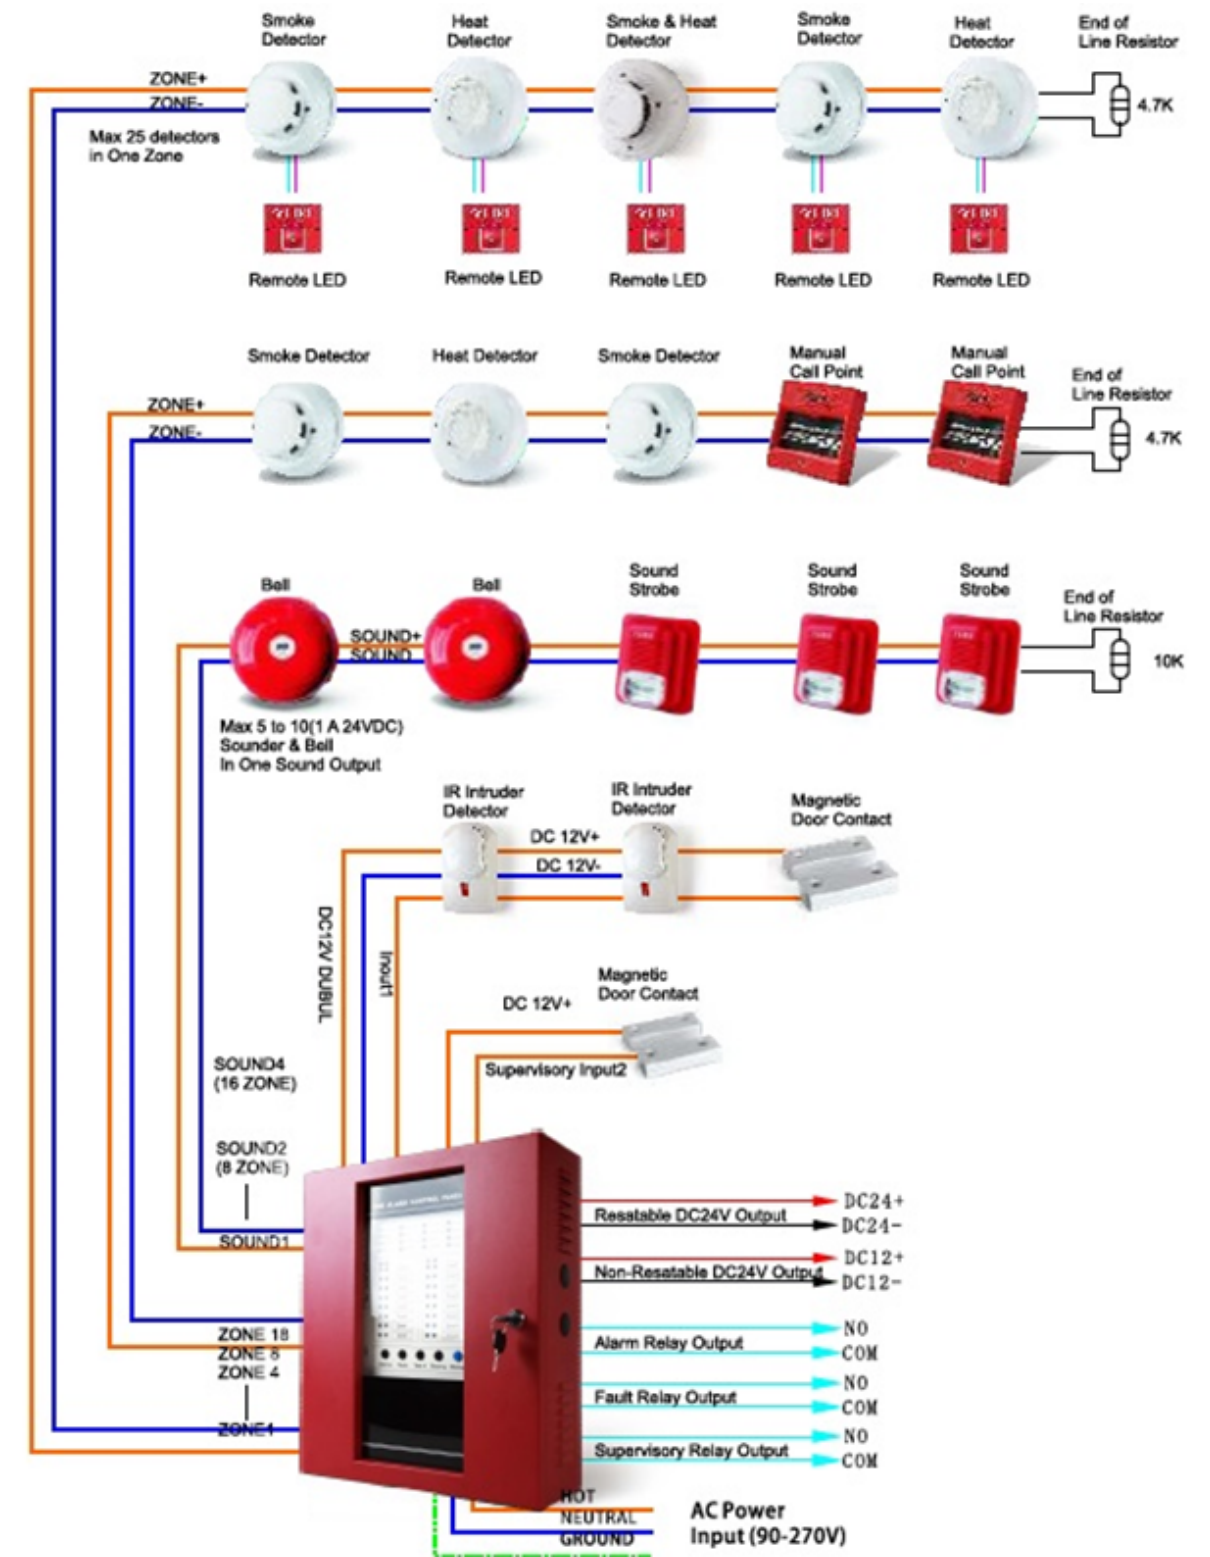 Smoke
Detector
Heat
Detector
Smoke & Heat
Detector
Smoke
Detector
Heat
Detector
End of
Line Resistor
ZONE+
ZONE-
4.7K
Max 25 detectors
in One Zone
Remote LED
Remote LED
Remote LED
Remote LED
Remote LED
Smoke Detector
Heat Detector
Smoke Detector
Manual
Call Point
Manual
Call Point
End of
Line Resistor
ZONE+
ZONE-
4.7K
Bell
Bell
Sound
Strobe
Sound
Strobe
Sound
Strobe
End of
Line Resistor
SOUND+
SOUND
10K
Max 5 to 10(1 A 24VDC)
Sounder & Bell
In One Sound Output
IR Intruder
Detector
IR Intruder
Detector
Magnetic
Door Contact
DC 12V+
DC 12V-
DC12V DUBUL
Inout1
Magnetic
Door Contact
DC 12V+
Supervisory Input2
SOUND4
(16 ZONE)
SOUND2
(8 ZONE)
SOUND1
ZONE 18
ZONE 8
ZONE 4
ZONE1
Resatable DC24V Output
DC24+
DC24-
Non-Resatable DC24V Output
DC12+
DC12-
Alarm Relay Output
NO
COM
Fault Relay Output
NO
COM
Supervisory Relay Output
NO
COM
HOT
NEUTRAL
GROUND
AC Power
Input (90-270V)